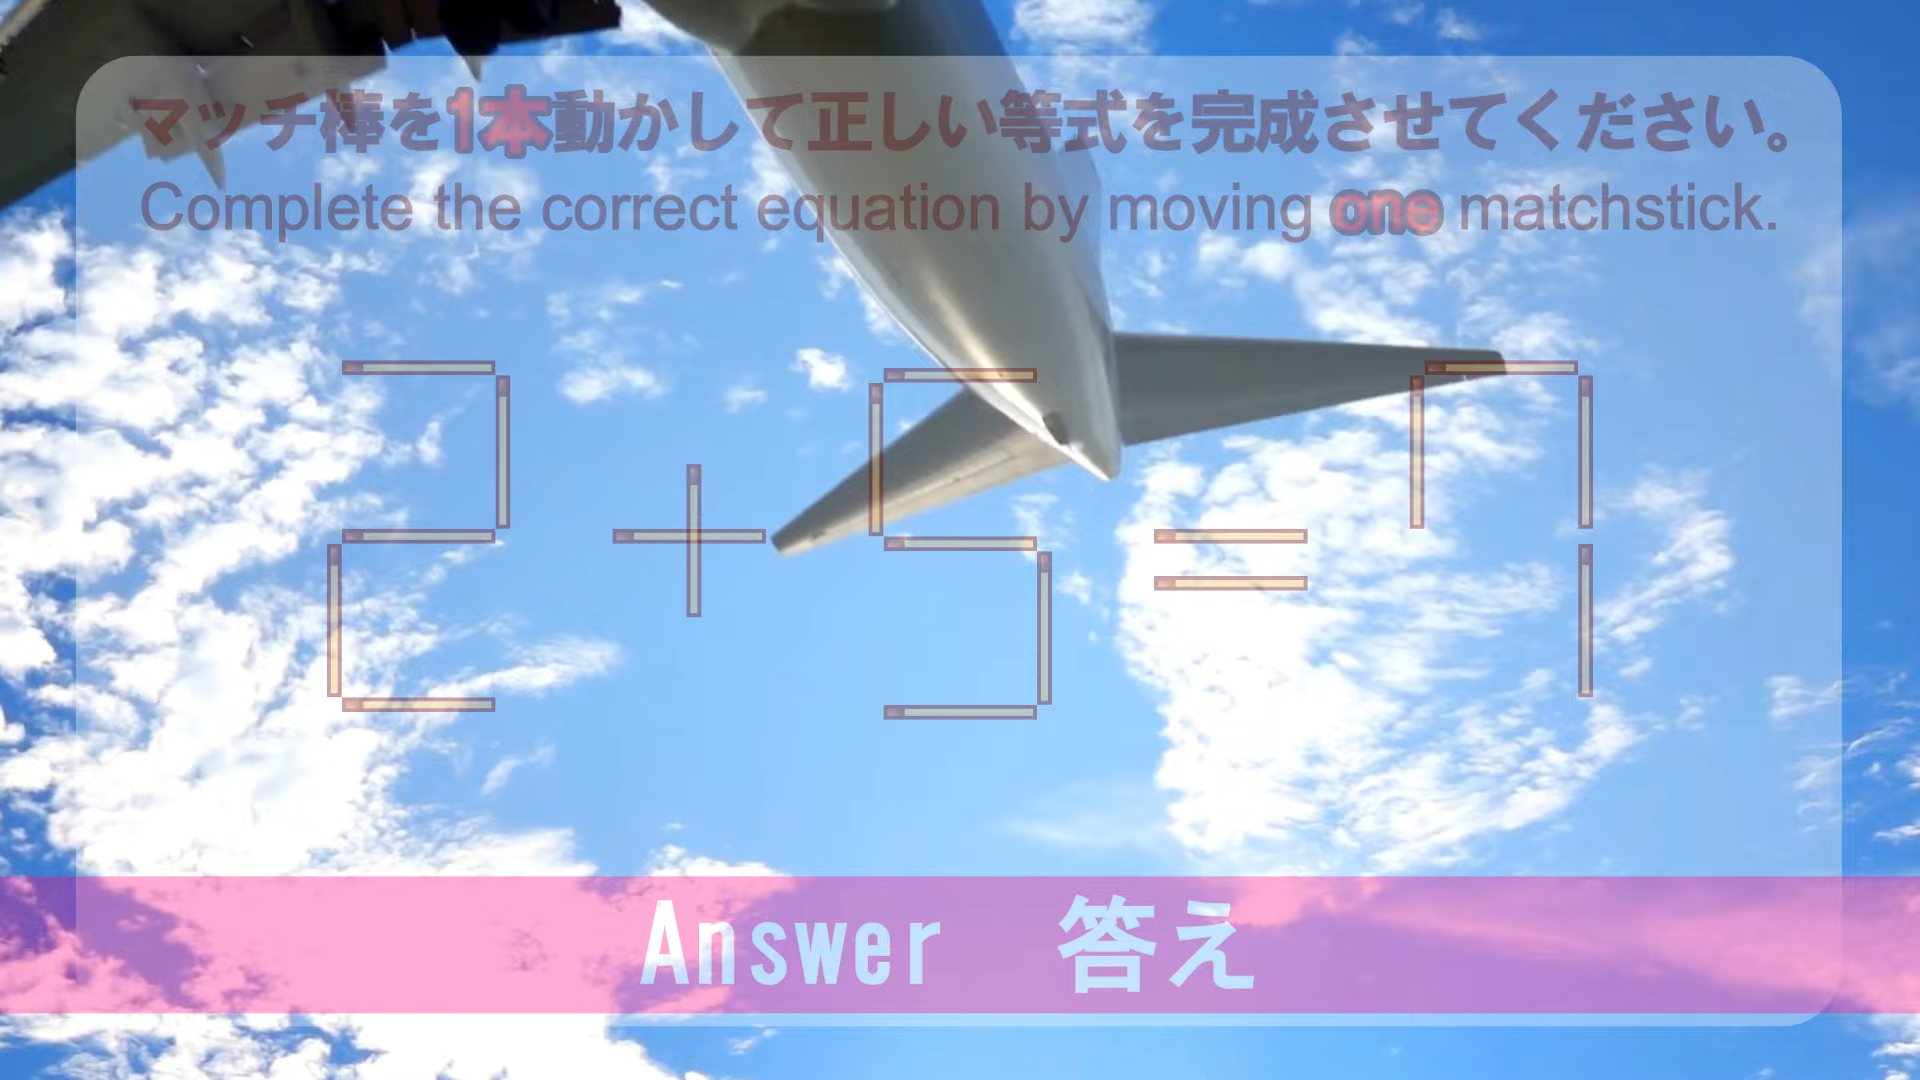 マッチ棒を1本動かして正しい等式を完成させてください。
Complete the correct equation by moving one matchstick.
2+5=7
Answer 答え